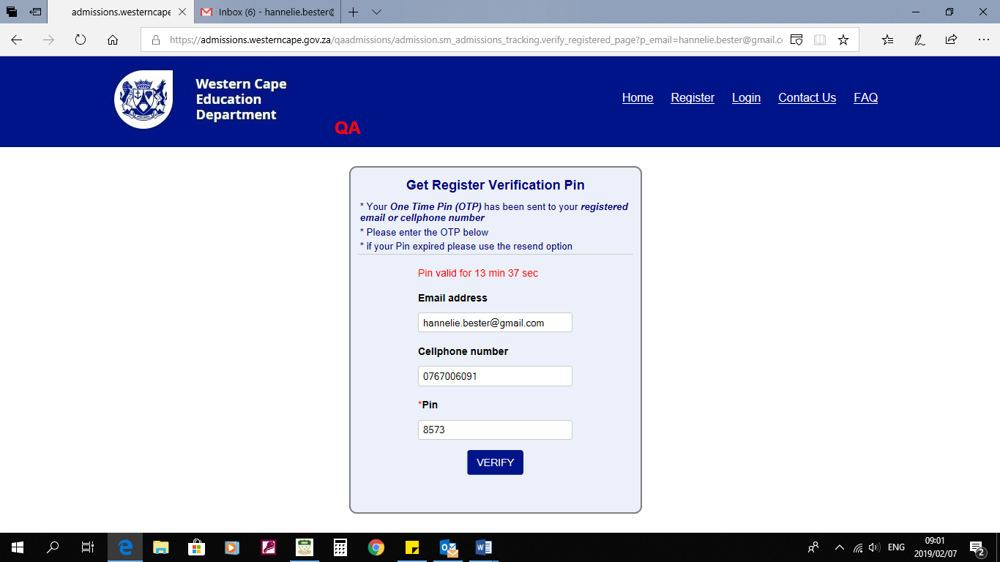 admissions.westerncape
Inbox (6) - hannelie.bester@
https://admissions.westerncape.gov.za/qaadmissions/admission.sm_admissions_tracking.verify_registered_page?p_email=hannelie.bester@gmail.co
Western Cape
Education
Department
QA
Home Register Login Contact Us FAQ
Get Register Verification Pin
* Your One Time Pin (OTP) has been sent to your registered
email or cellphone number
* Please enter the OTP below
* if your Pin expired please use the resend option
Pin valid for 13 min 37 sec
Email address
hannelie.bester@gmail.com
Cellphone number
0767006091
*Pin
8573
VERIFY
ENG
09:01
2019/02/07
2